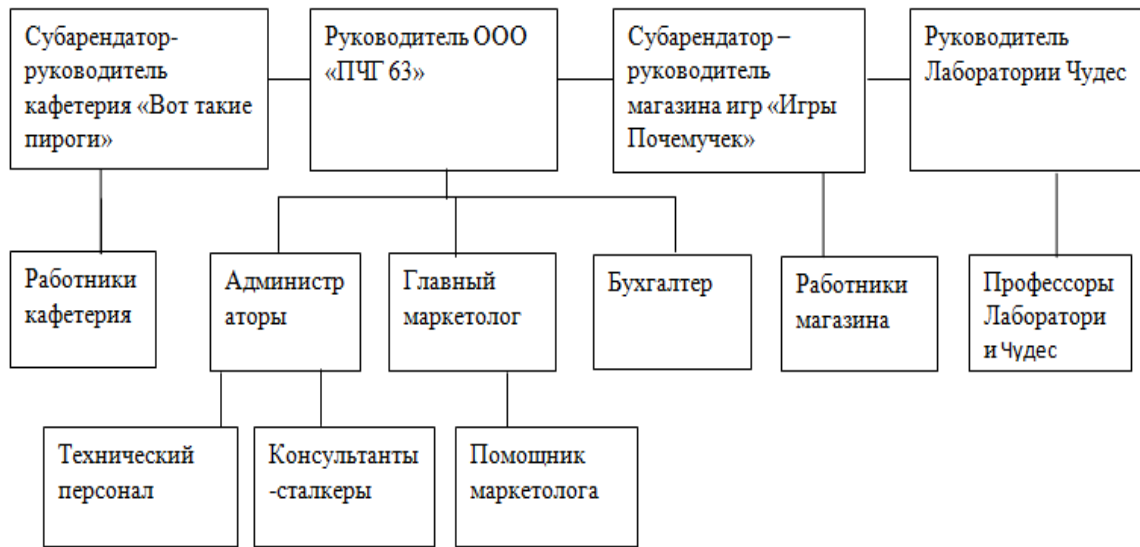 Субарендатор-
руководитель
кафетерия «Вот такие
пироги»
Руководитель ООО
«ПЧГ 63»
Субарендатор –
руководитель
магазина игр «Игры
Почемучек»
Руководитель
Лаборатории Чудес
Работники
кафетерия
Администр
аторы
Главный
маркетолог
Бухгалтер
Работники
магазина
Профессоры
Лаборатори
и Чудес
Технический
персонал
Консультанты
-сталкеры
Помощник
маркетолога